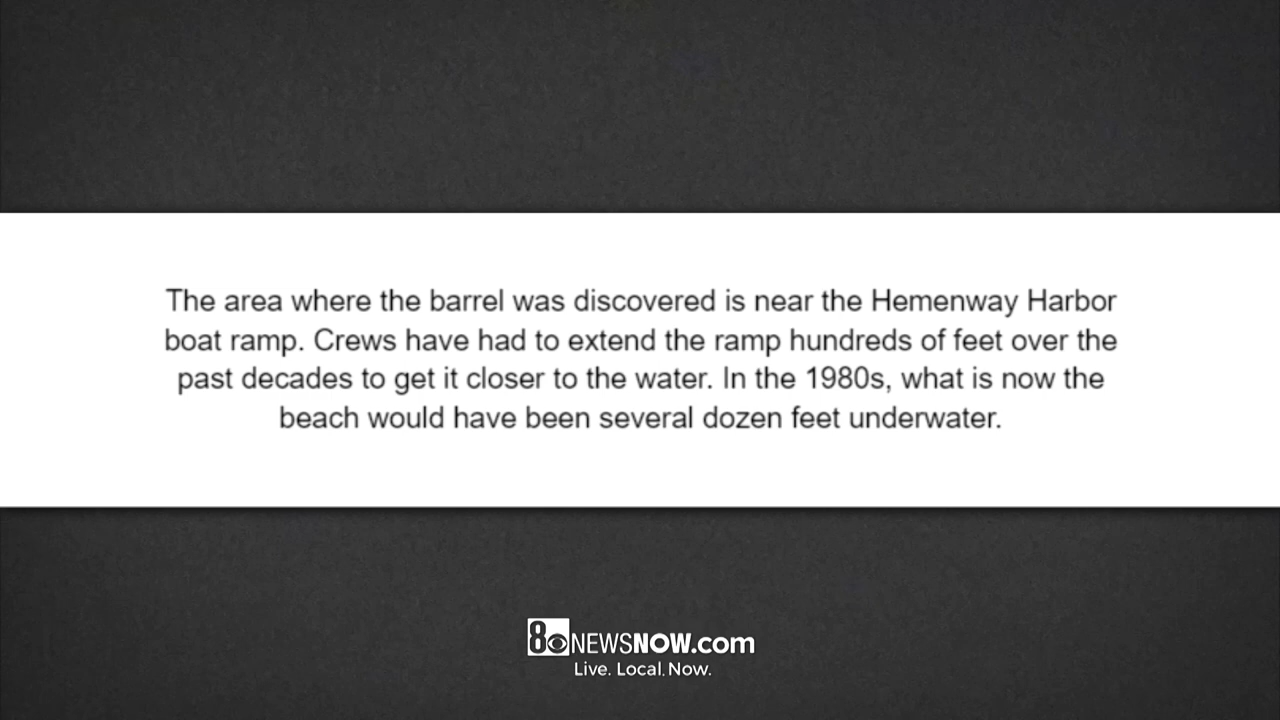 The area where the barrel was discovered is near the Hemenway Harbor
boat ramp. Crews have had to extend the ramp hundreds of feet over the
past decades to get it closer to the water. In the 1980s, what is now the
beach would have been several dozen feet underwater.
8 NEWSNOW.com
Live. Local. Now.